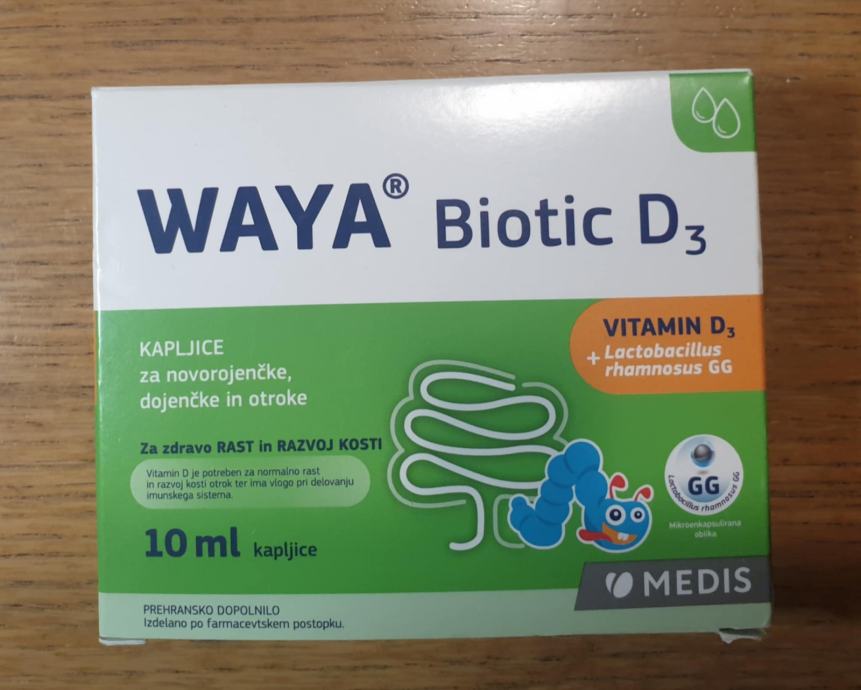 WAYA® Biotic D₃
VITAMIN D₃
+ Lactobacillus
rhamnosus GG
KAPLJICE
za novorojenčke,
dojenčke in otroke
Za zdravo RAST in RAZVOJ KOSTI
Vitamin D je potreben za normalno rast
in razvoj kosti otrok ter ima vlogo pri delovanju
imunskega sistema.
10 ml kapljice
GG
Lactobacillus rhamnosus GG
Mikroenkapsulirana
oblika
MEDIS
PREHRANSKO DOPOLNILO
Izdelano po farmacevtskem postopku.